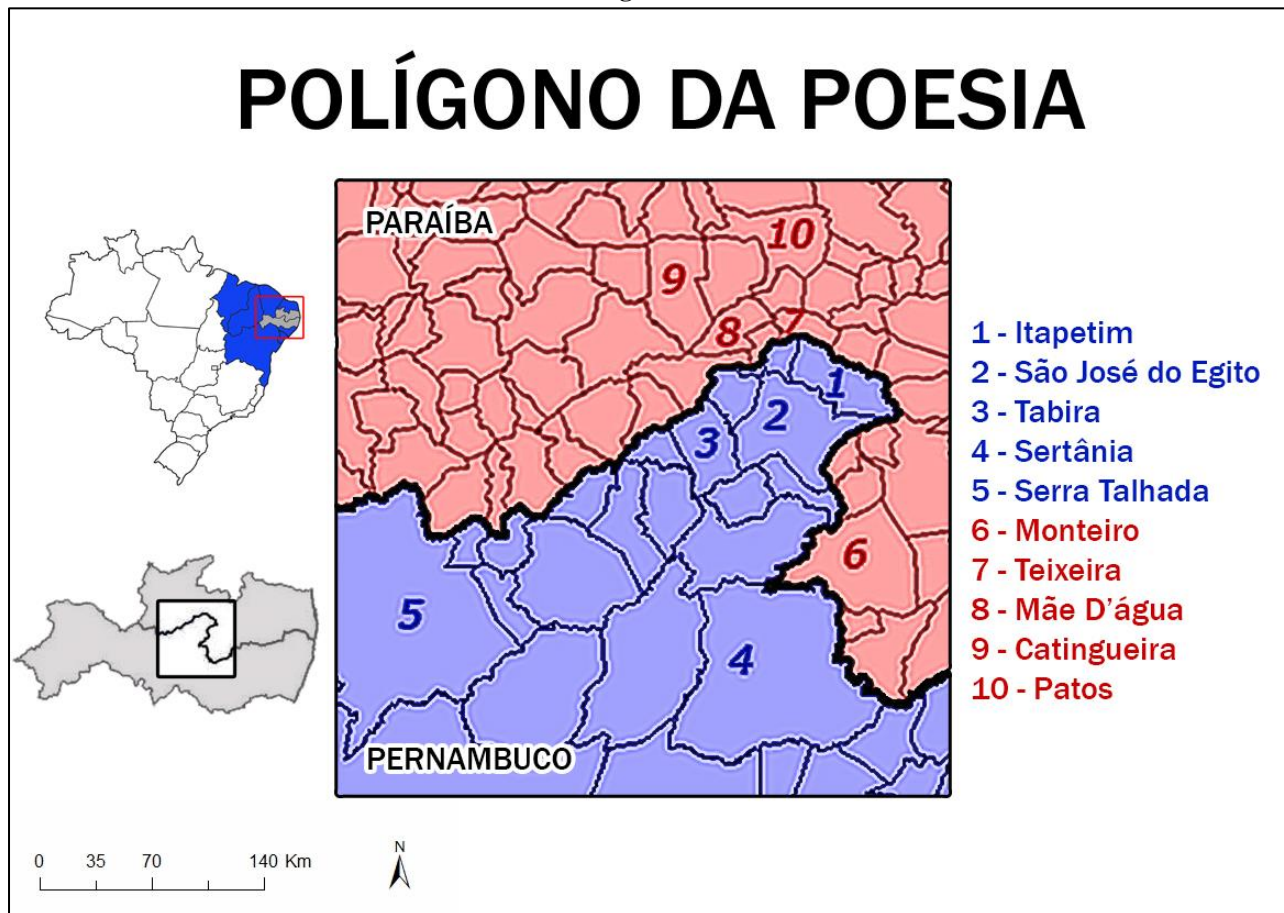 POLÍGONO DA POESIA
PARAÍBA
10
9
8
7
1
2
3
6
5
4
PERNAMBUCO
1 - Itapetim
2 - São José do Egito
3 - Tabira
4 - Sertânia
5 - Serra Talhada
6 - Monteiro
7 - Teixeira
8 - Mãe D'água
9 - Catingueira
10 - Patos
0 35 70 140 Km
N